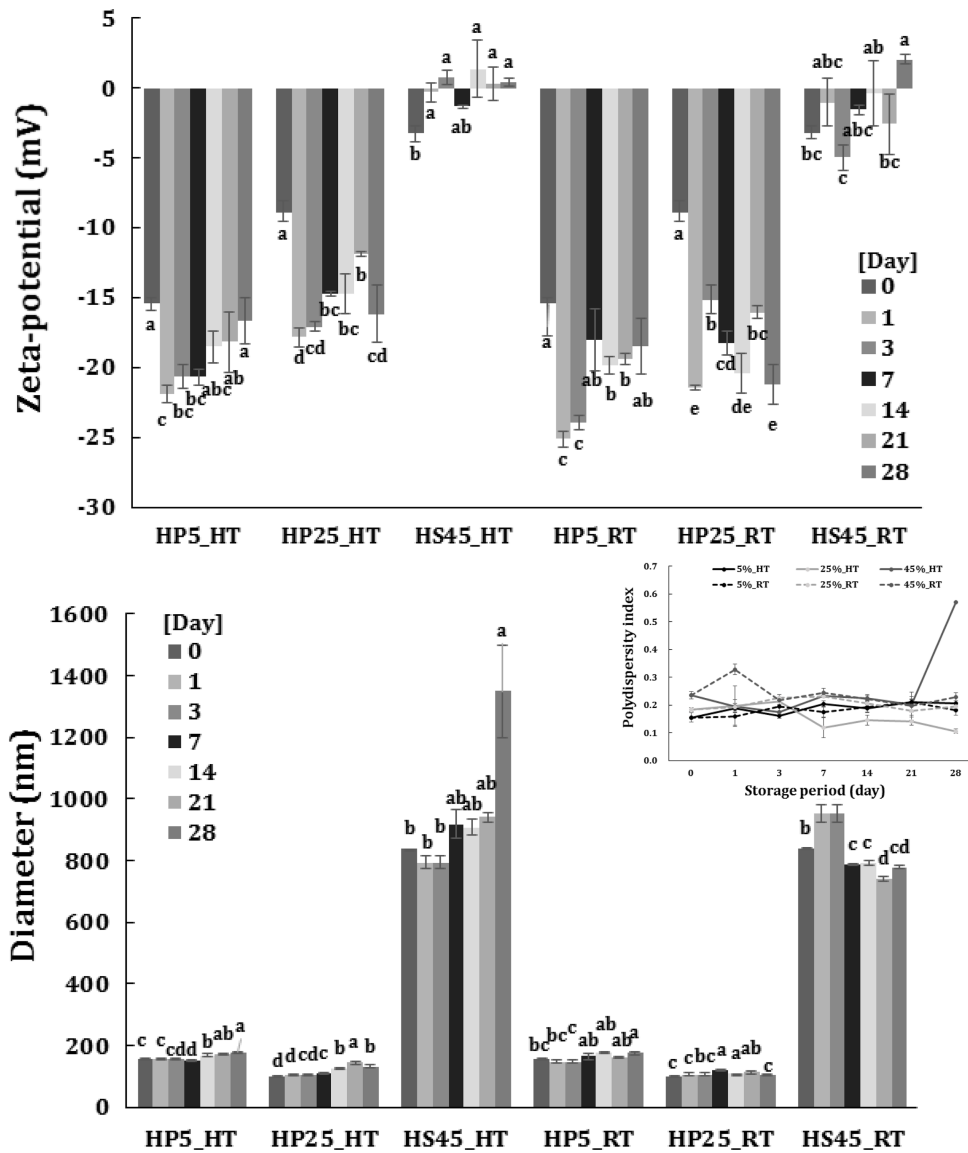 5
0
-5
-10
-15
-20
-25
-30
Zeta-potential (mV)
a c bc bc abc ab a
a d cd bc bc b cd
b a a ab a a a
a c c ab b b ab
a e b cd de bc e
bc abc c abc ab bc a
[Day]
0
1
3
7
14
21
28
HP5_HT HP25_HT HS45_HT HP5_RT HP25_RT HS45_RT
1600
1400
1200
1000
800
600
400
200
0
Diameter (nm)
[Day]
0
1
3
7
14
21
28
c c cd d b ab a
d d cd c b a b
b b b ab ab ab a
bc bc c ab ab ab a
c c bc a a ab c
b c c d cd
HP5_HT HP25_HT HS45_HT HP5_RT HP25_RT HS45_RT
5%_HT 25%_HT 45%_HT
5%_RT 25%_RT 45%_RT
0.7
0.6
0.5
0.4
0.3
0.2
0.1
0.0
Polydispersity index
0 1 3 7 14 21 28
Storage period (day)